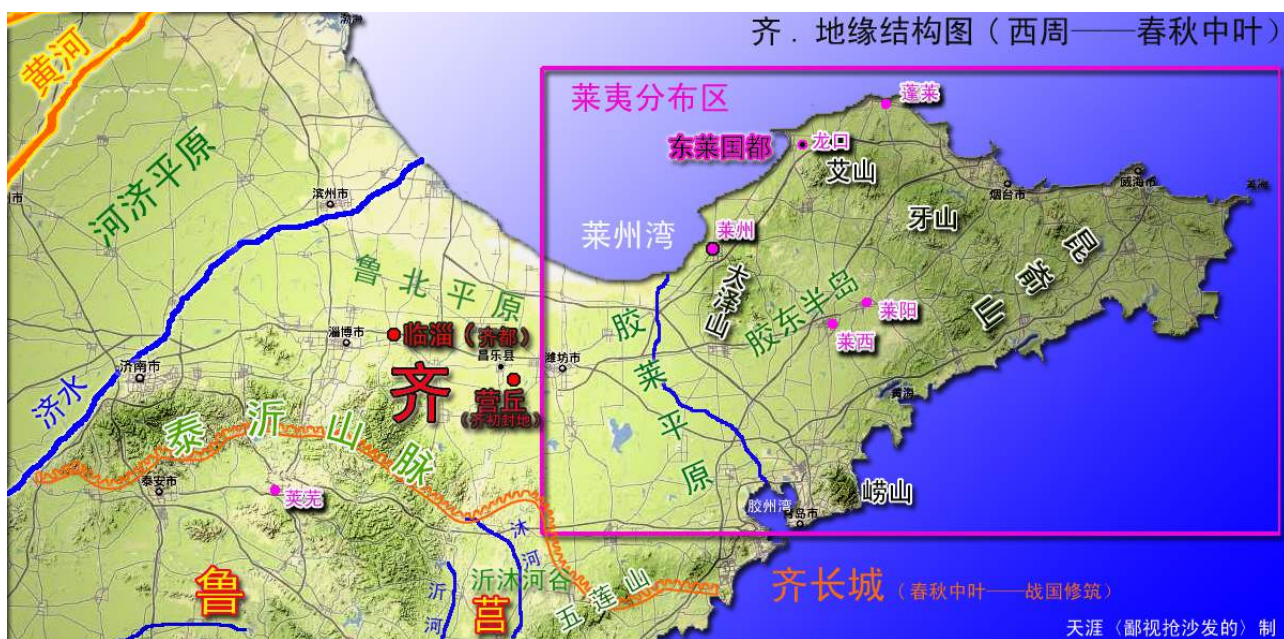 齐．地缘结构图（西周——春秋中叶）
黄河
莱夷分布区
蓬莱
东莱国都
龙口
艾山
河济平原
滨州市
烟台市
威海市
牙山
昆嵛山
莱州湾
莱州
大泽山
鲁北平原
胶东半岛
莱阳
莱西
胶莱平原
淄博市
临淄（齐都）
昌乐县
潍坊市
济南市
齐
营丘
（齐初封地）
济水
黄海
泰沂山脉
泰安市
莱芜
崂山
胶州湾
青岛市
沭河
沂沭河谷
沂河
五莲山
鲁
莒
齐长城（春秋中叶——战国修筑）
天涯〈鄙视抢沙发的〉制